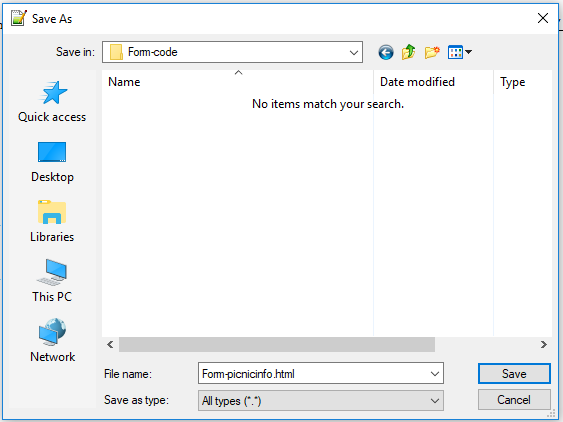 Save As
Save in: Form-code
Name Date modified Type
No items match your search.
Quick access
Desktop
Libraries
This PC
Network
File name: Form-picnicinfo.html Save
Save as type: All types (*.*) Cancel